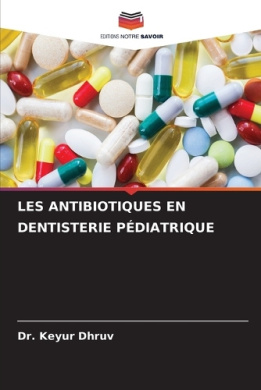 EDITIONS NOTRE SAVOIR
LES ANTIBIOTIQUES EN
DENTISTERIE PÉDIATRIQUE
Dr. Keyur Dhruv